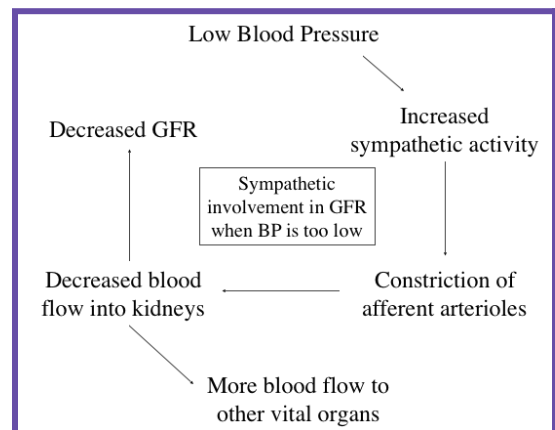 Low Blood Pressure
Increased
sympathetic activity
Decreased GFR
Sympathetic
involvement in GFR
when BP is too low
Constriction of
afferent arterioles
Decreased blood
flow into kidneys
More blood flow to
other vital organs